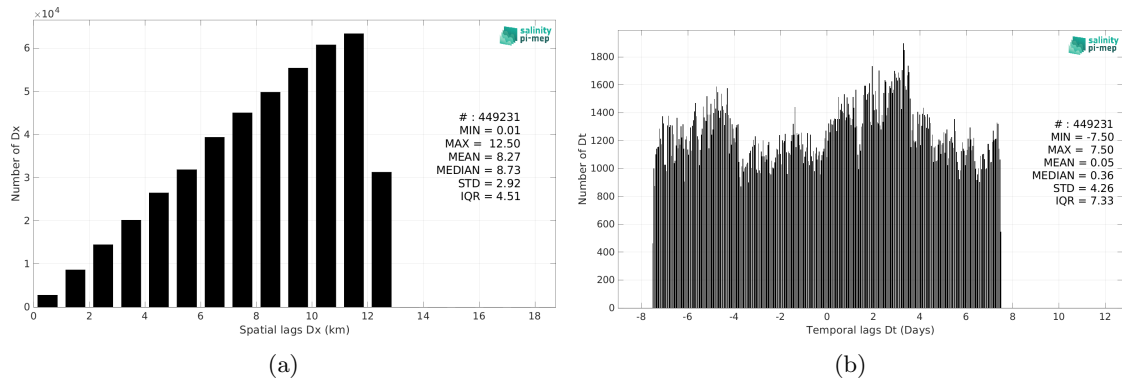 ×10⁴
6
5
4
3
2
1
0
Number of Dx
0 2 4 6 8 10 12 14 16 18
Spatial lags Dx (km)
salinity
pi-mep
# : 449231
MIN = 0.01
MAX = 12.50
MEAN = 8.27
MEDIAN = 8.73
STD = 2.92
IQR = 4.51
(a)
1800
1600
1400
1200
1000
800
600
400
200
0
Number of Dt
-8 -6 -4 -2 0 2 4 6 8 10 12
Temporal lags Dt (Days)
salinity
pi-mep
# : 449231
MIN = -7.50
MAX = 7.50
MEAN = 0.05
MEDIAN = 0.36
STD = 4.26
IQR = 7.33
(b)